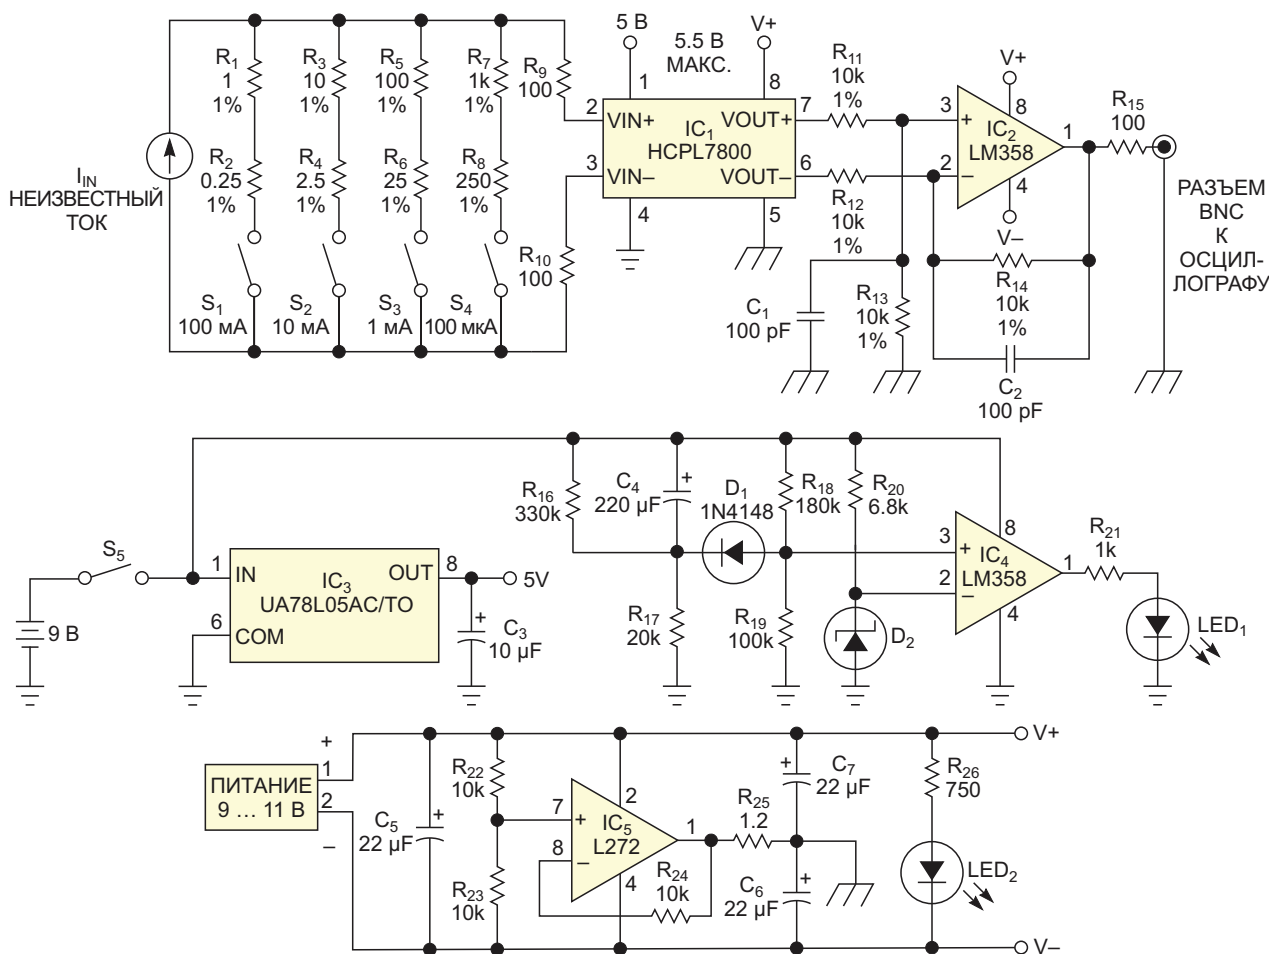 R1
1
1%
R3
10
1%
R5
100
1%
R7
1k
1%
R9
100
R2
0.25
1%
R4
2.5
1%
R6
25
1%
R8
250
1%
R10
100
IIN
НЕИЗВЕСТНЫЙ
ТОК
S1
100 мА
S2
10 мА
S3
1 мА
S4
100 мкА
5 В
5.5 В
МАКС.
V+
1
8
2
VIN+
VOUT+
7
IC1
HCPL7800
3
VIN–
VOUT–
6
4
5
R11
10k
1%
R12
10k
1%
C1
100 pF
R13
10k
1%
V+
3
+
8
IC2
LM358
1
2
–
4
V–
R14
10k
1%
C2
100 pF
R15
100
РАЗЪЕМ
BNC
К
ОСЦИЛ-
ЛОГРАФУ
S5
9 В
1
IN
OUT
8
IC3
UA78L05AC/TO
6
COM
5V
+
C3
10 µF
R16
330k
C4
220 µF
+
D1
1N4148
R18
180k
R20
6.8k
R17
20k
R19
100k
D2
3
+
8
IC4
LM358
1
2
–
4
R21
1k
LED1
ПИТАНИЕ
9 … 11 В
+
1
2
–
C5
22 µF
+
R22
10k
R23
10k
7
+
2
IC5
L272
1
8
–
4
R24
10k
R25
1.2
+
C7
22 µF
C6
22 µF
+
R26
750
LED2
V+
V–